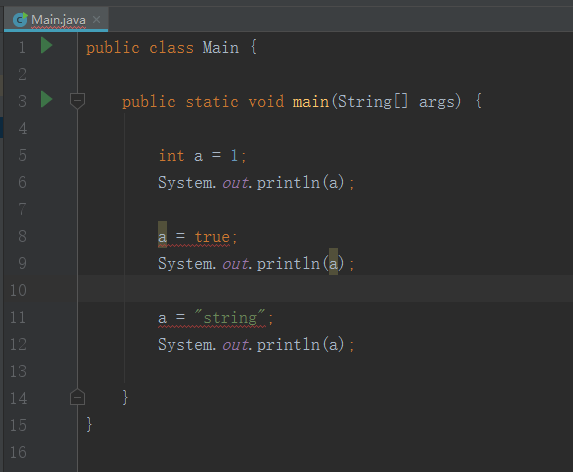 Main.java
1 public class Main {
2
3 public static void main(String[] args) {
4
5 int a = 1;
6 System.out.println(a);
7
8 a = true;
9 System.out.println(a);
10
11 a = "string";
12 System.out.println(a);
13
14 }
15 }
16